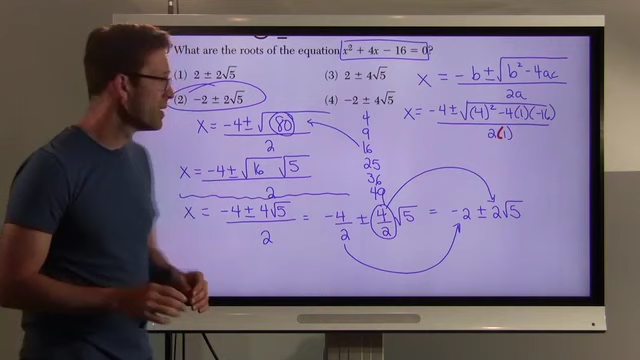 What are the roots of the equation x² + 4x − 16 = 0?
(1) 2 ± 2√5
(3) 2 ± 4√5
(2) −2 ± 2√5
(4) −2 ± 4√5
x = −b ± √b² − 4ac
2a
x = −4 ± √(4)² − 4(1)(−16)
2(1)
x = −4 ± √80
2
4
9
16
25
36
49
x = −4 ± √16 √5
2
x = −4 ± 4√5
2
= −4/2 ± 4/2 √5 = −2 ± 2√5